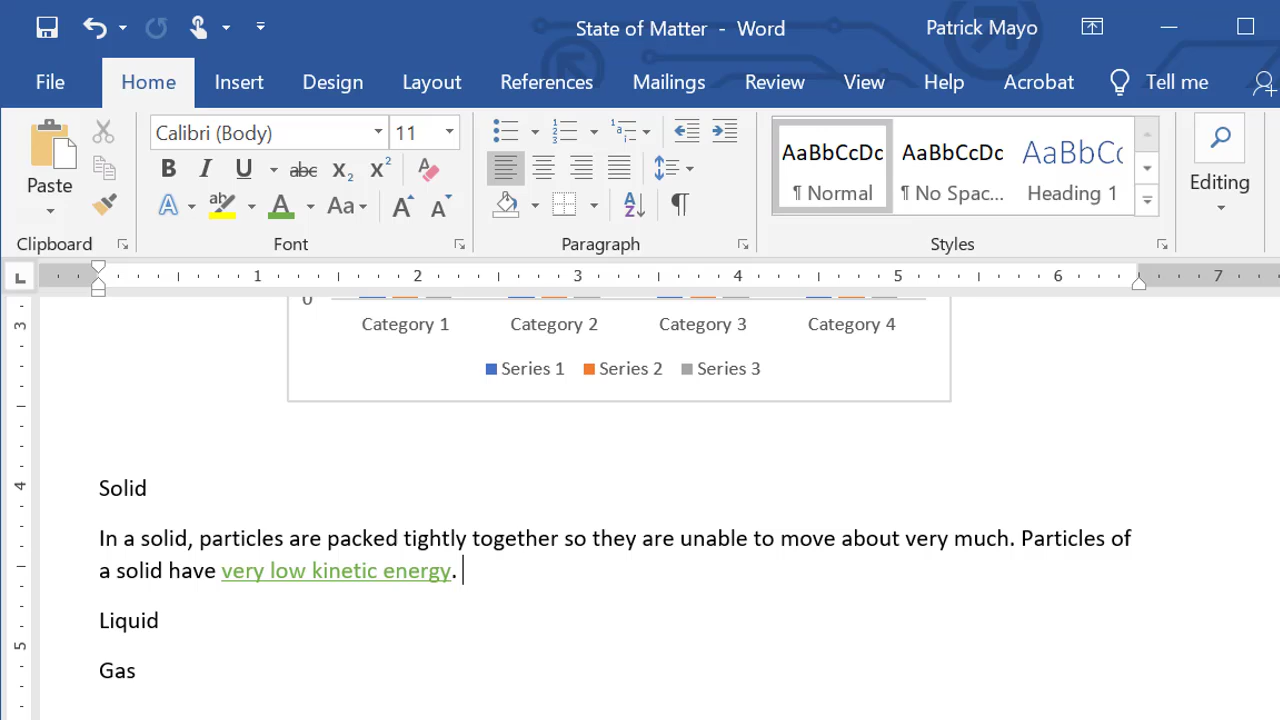 State of Matter - Word
Patrick Mayo
File Home Insert Design Layout References Mailings Review View Help Acrobat Tell me
Paste
Clipboard
Calibri (Body) 11
B I U abc x₂ x²
A ab A Aa A A
Font
A Z ¶
Paragraph
AaBbCcDc AaBbCcDc AaBbCc
¶ Normal ¶ No Spac... Heading 1
Styles
Editing
L 1 2 3 4 5 6 7
0
Category 1 Category 2 Category 3 Category 4
Series 1 Series 2 Series 3
3
4
5
Solid
In a solid, particles are packed tightly together so they are unable to move about very much. Particles of
a solid have very low kinetic energy.
Liquid
Gas